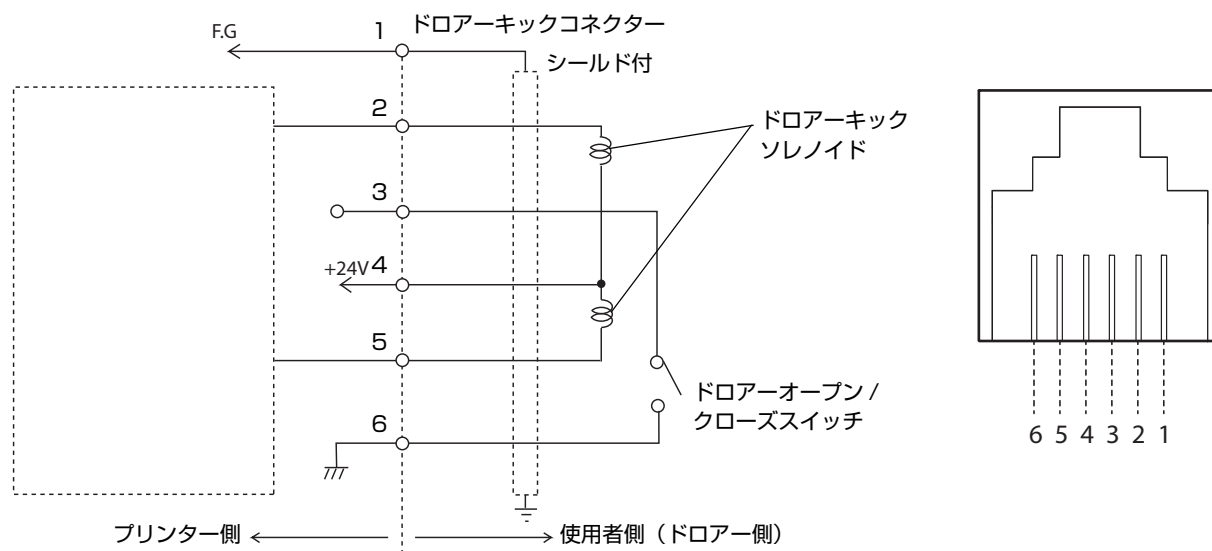 ドロアーキックコネクター
F.G
1
シールド付
2
ドロアーキック
ソレノイド
3
+24V 4
5
ドロアーオープン /
クローズスイッチ
6
プリンター側
使用者側（ドロアー側）
6 5 4 3 2 1